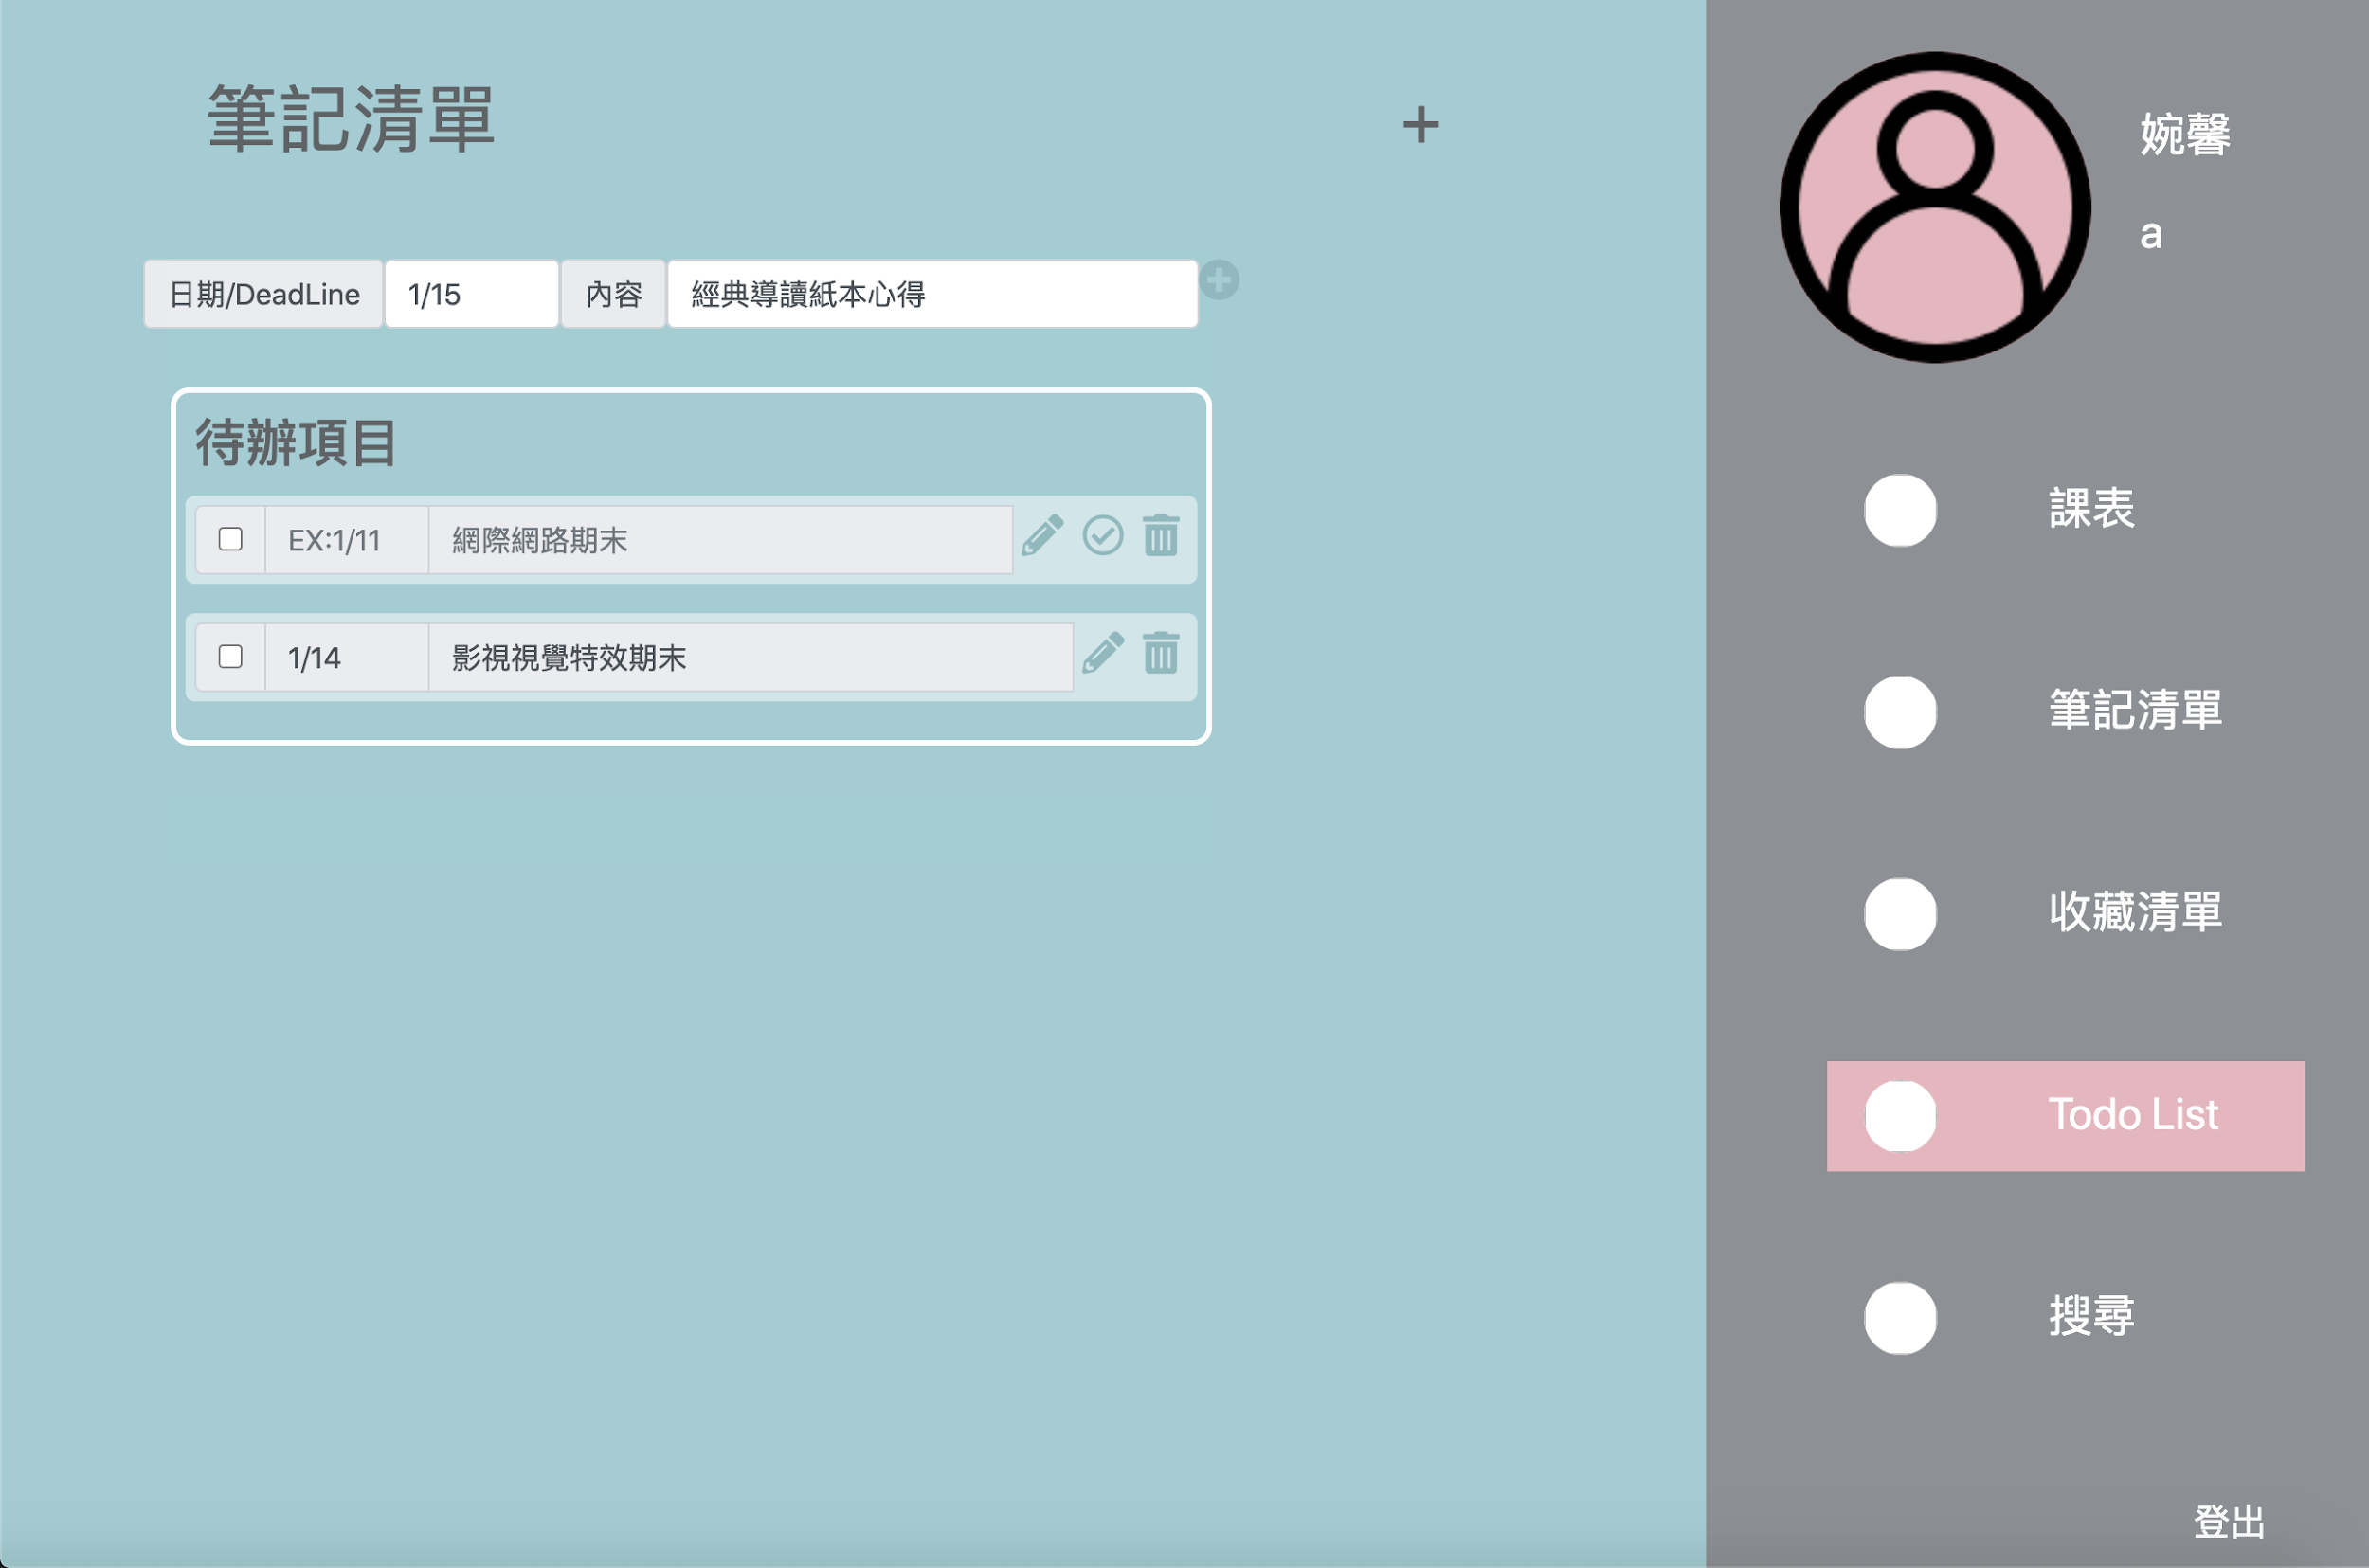 筆記清單
+
日期/DeadLine 1/15 內容 經典導讀紙本心得
待辦項目
EX:1/11 網際網路期末
1/14 影視視覺特效期末
婉馨
a
課表
筆記清單
收藏清單
Todo List
搜尋
登出